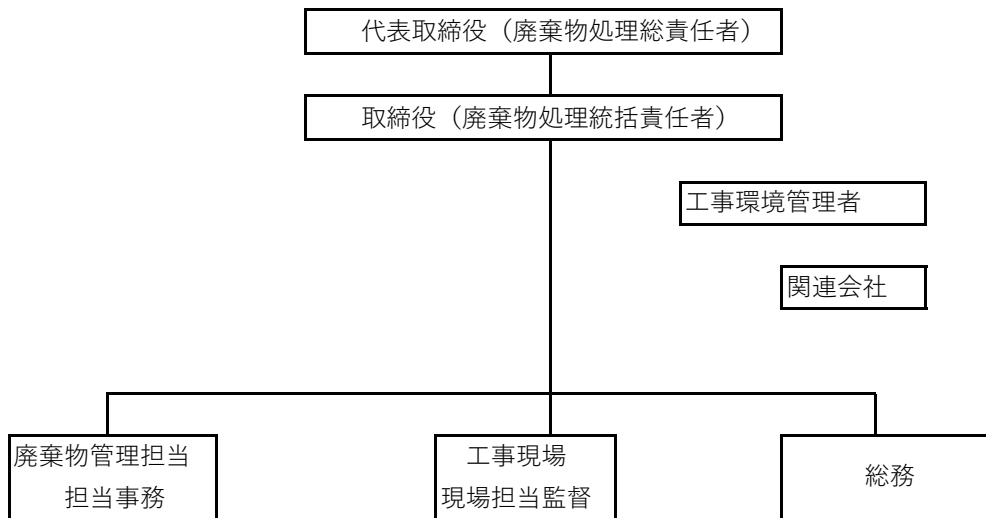 代表取締役（廃棄物処理総責任者）
取締役（廃棄物処理統括責任者）
工事環境管理者
関連会社
廃棄物管理担当
担当事務
工事現場
現場担当監督
総務